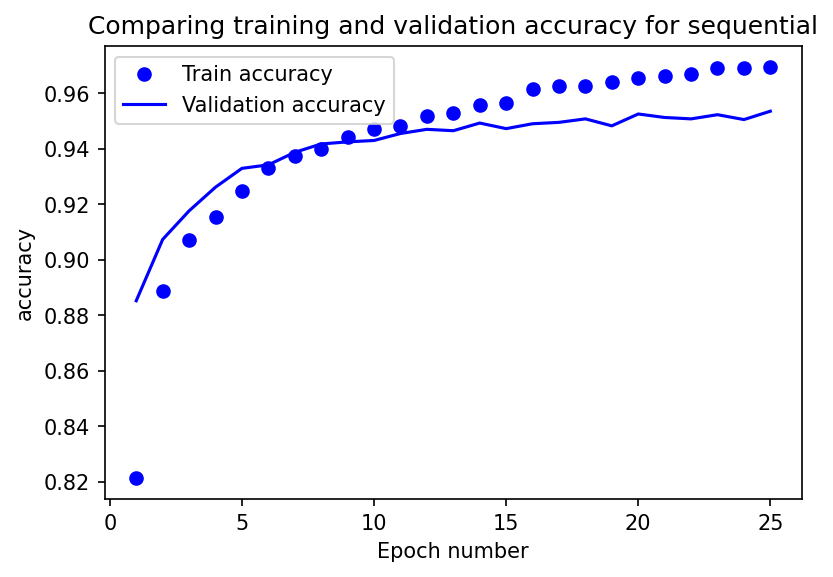 Comparing training and validation accuracy for sequential
Train accuracy
Validation accuracy
accuracy
0.96
0.94
0.92
0.90
0.88
0.86
0.84
0.82
0 5 10 15 20 25
Epoch number